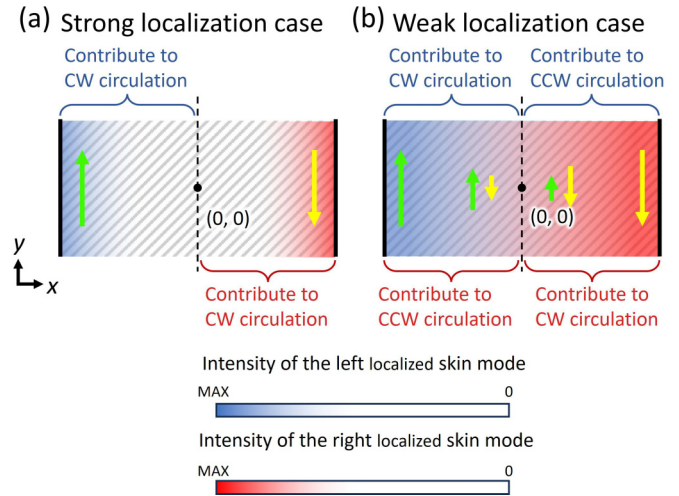 (a) Strong localization case
Contribute to
CW circulation
(0, 0)
Contribute to
CW circulation
y
x
(b) Weak localization case
Contribute to
CW circulation
Contribute to
CCW circulation
(0, 0)
Contribute to
CCW circulation
Contribute to
CW circulation
Intensity of the left localized skin mode
MAX 0
Intensity of the right localized skin mode
MAX 0